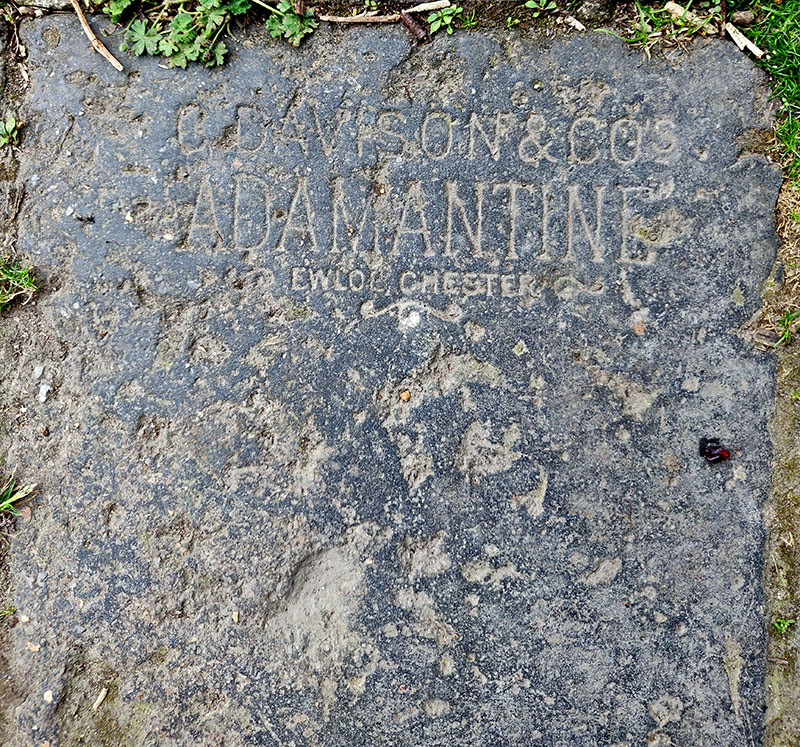 C. DAVISON & CO'S
ADAMANTINE
EWLOE CHESTER